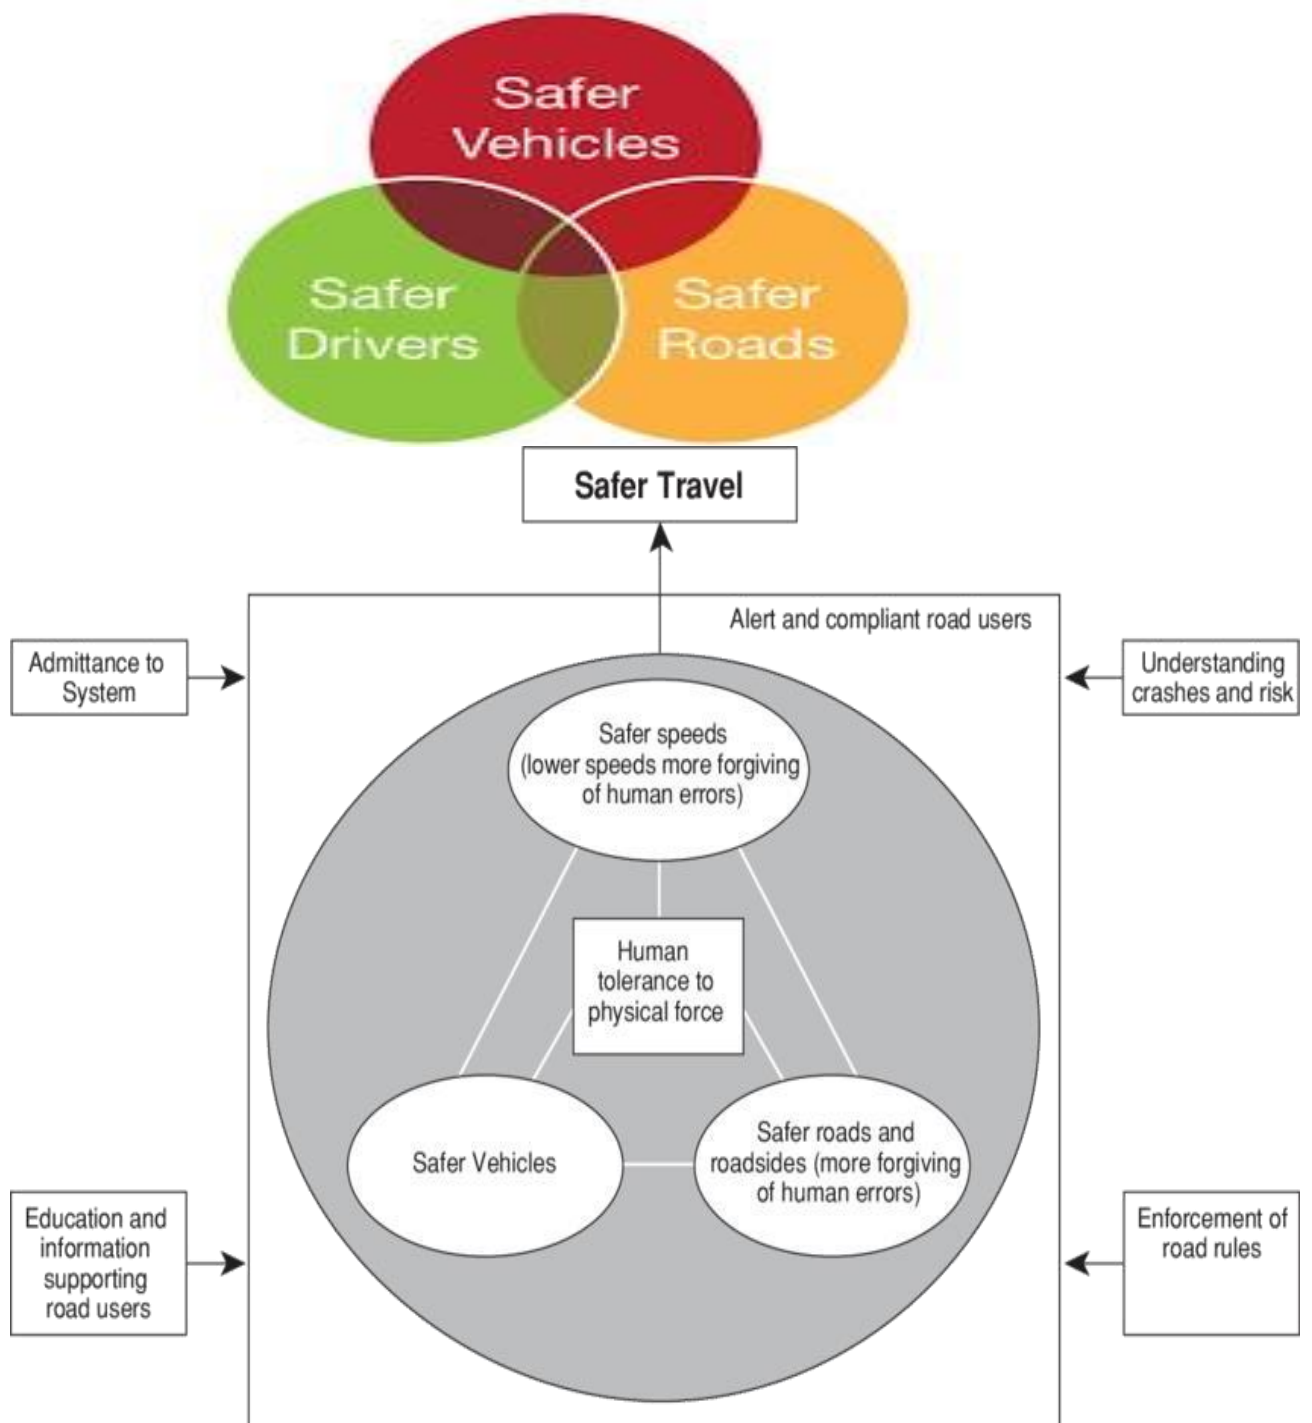 Safer
Vehicles
Safer
Drivers
Safer
Roads
Safer Travel
Alert and compliant road users
Admittance to
System
Understanding
crashes and risk
Safer speeds
(lower speeds more forgiving
of human errors)
Human
tolerance to
physical force
Safer Vehicles
Safer roads and
roadsides (more forgiving
of human errors)
Education and
information
supporting
road users
Enforcement of
road rules